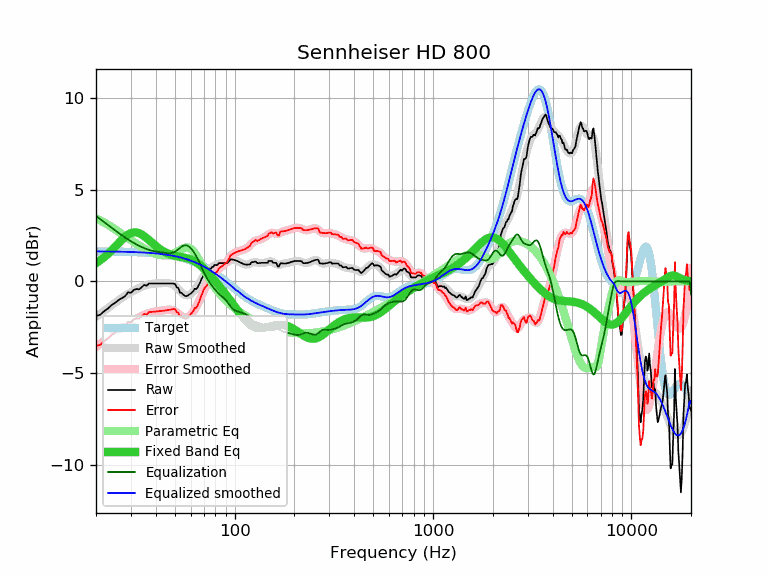 Sennheiser HD 800
Amplitude (dBr)
10
5
0
−5
−10
Target
Raw Smoothed
Error Smoothed
Raw
Error
Parametric Eq
Fixed Band Eq
Equalization
Equalized smoothed
100
1000
10000
Frequency (Hz)